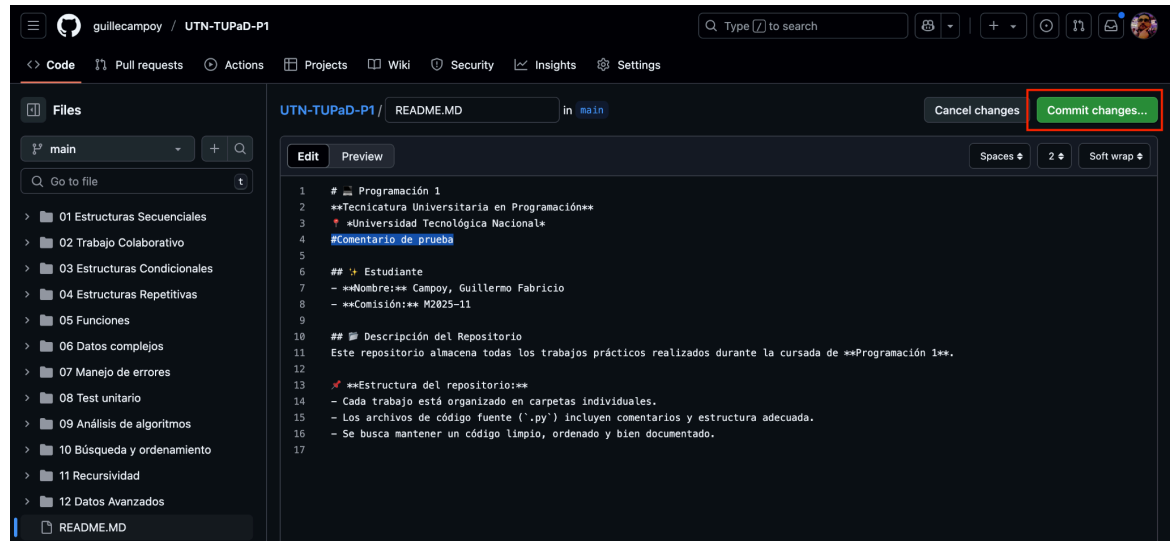 guillecampoy / UTN-TUPaD-P1
Type / to search
<> Code
Pull requests
Actions
Projects
Wiki
Security
Insights
Settings
Files
UTN-TUPaD-P1 / README.MD in main
Cancel changes
Commit changes...
main
Go to file
t
01 Estructuras Secuenciales
02 Trabajo Colaborativo
03 Estructuras Condicionales
04 Estructuras Repetitivas
05 Funciones
06 Datos complejos
07 Manejo de errores
08 Test unitario
09 Análisis de algoritmos
10 Búsqueda y ordenamiento
11 Recursividad
12 Datos Avanzados
README.MD
Edit Preview
Spaces 2 Soft wrap
1 # 💻 Programación 1
2 **Tecnicatura Universitaria en Programación**
3 📍 *Universidad Tecnológica Nacional*
4 #Comentario de prueba
5
6 ## ✨ Estudiante
7 - **Nombre:** Campoy, Guillermo Fabricio
8 - **Comisión:** M2025-11
9
10 ## 📂 Descripción del Repositorio
11 Este repositorio almacena todas los trabajos prácticos realizados durante la cursada de **Programación 1**.
12
13 📌 **Estructura del repositorio:**
14 - Cada trabajo está organizado en carpetas individuales.
15 - Los archivos de código fuente (`.py`) incluyen comentarios y estructura adecuada.
16 - Se busca mantener un código limpio, ordenado y bien documentado.
17